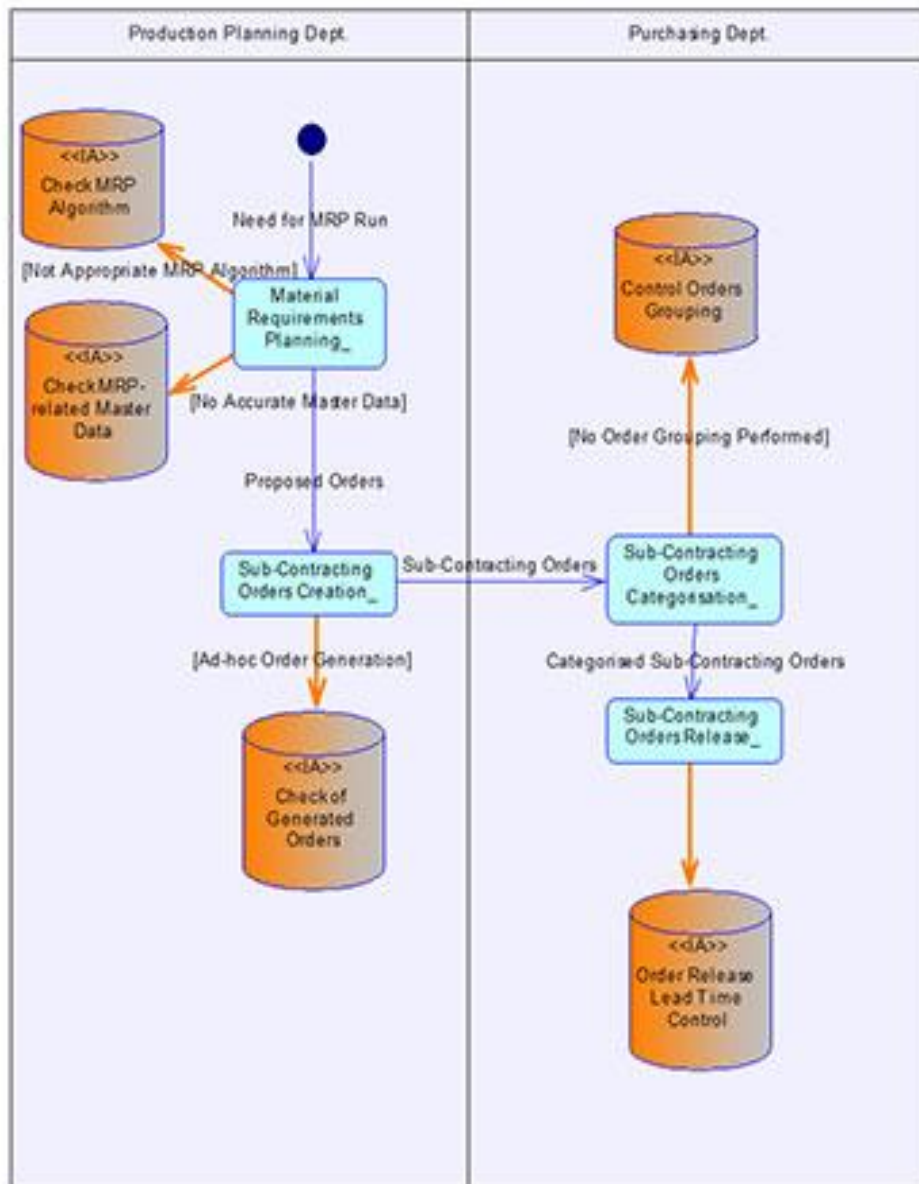 Production Planning Dept.
Purchasing Dept.
<<IA>>
Check MRP
Algorithm
Need for MRP Run
[Not Appropriate MRP Algorithm]
Material
Requirements
Planning_
<<IA>>
Check MRP-
related Master
Data
[No Accurate Master Data]
Proposed Orders
Sub-Contracting
Orders Creation_
Sub-Contracting Orders
[Ad-hoc Order Generation]
<<IA>>
Check of
Generated
Orders
<<IA>>
Control Orders
Grouping
[No Order Grouping Performed]
Sub-Contracting
Orders
Categorisation_
Categorised Sub-Contracting Orders
Sub-Contracting
Orders Release_
<<IA>>
Order Release
Lead Time
Control